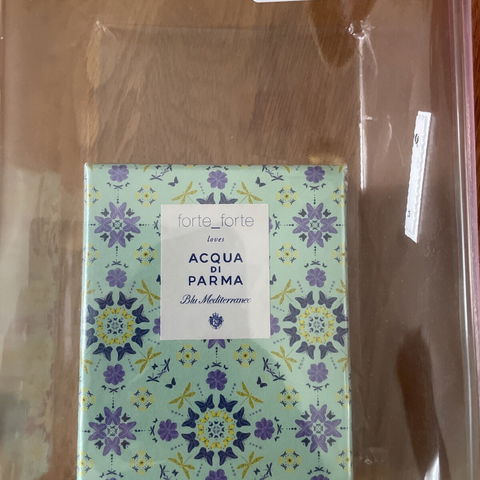 forte_forte
loves
ACQUA
DI
PARMA
Blu Mediterraneo